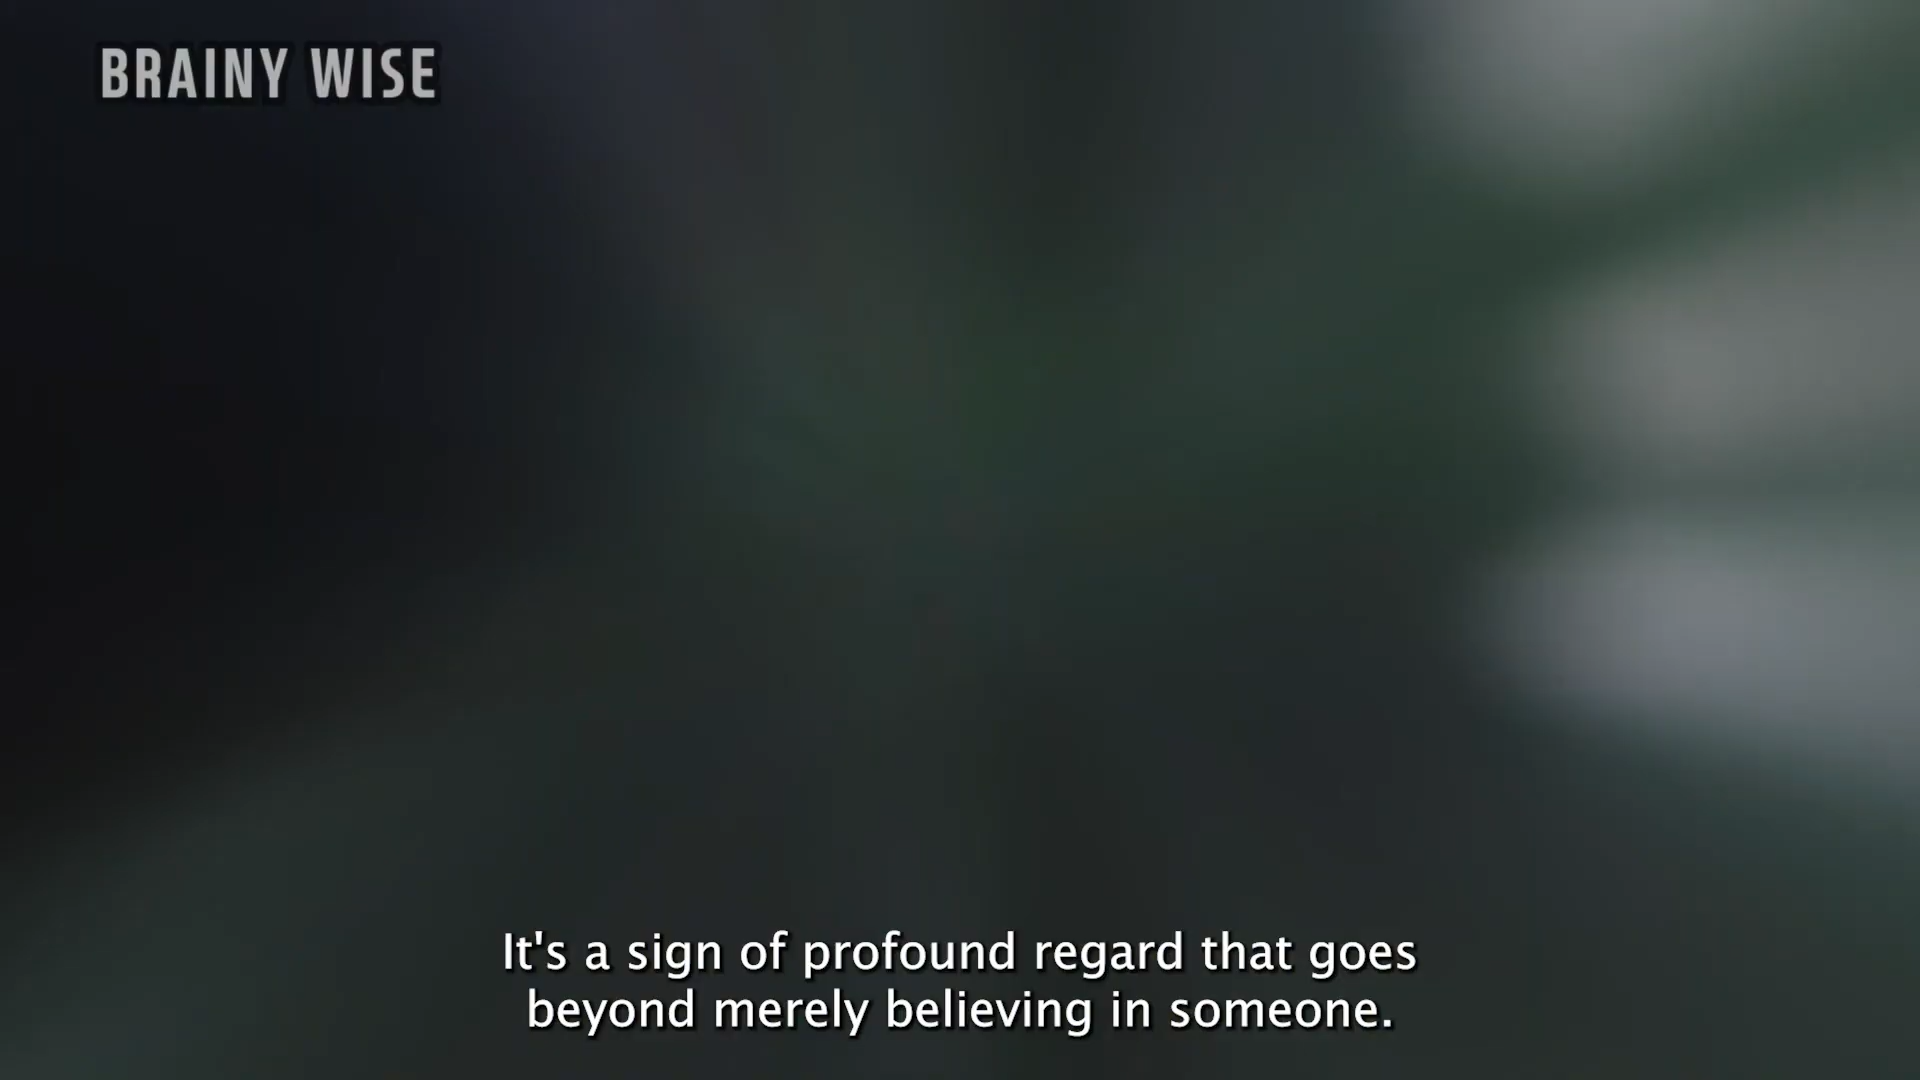 BRAINY WISE
It's a sign of profound regard that goes
beyond merely believing in someone.